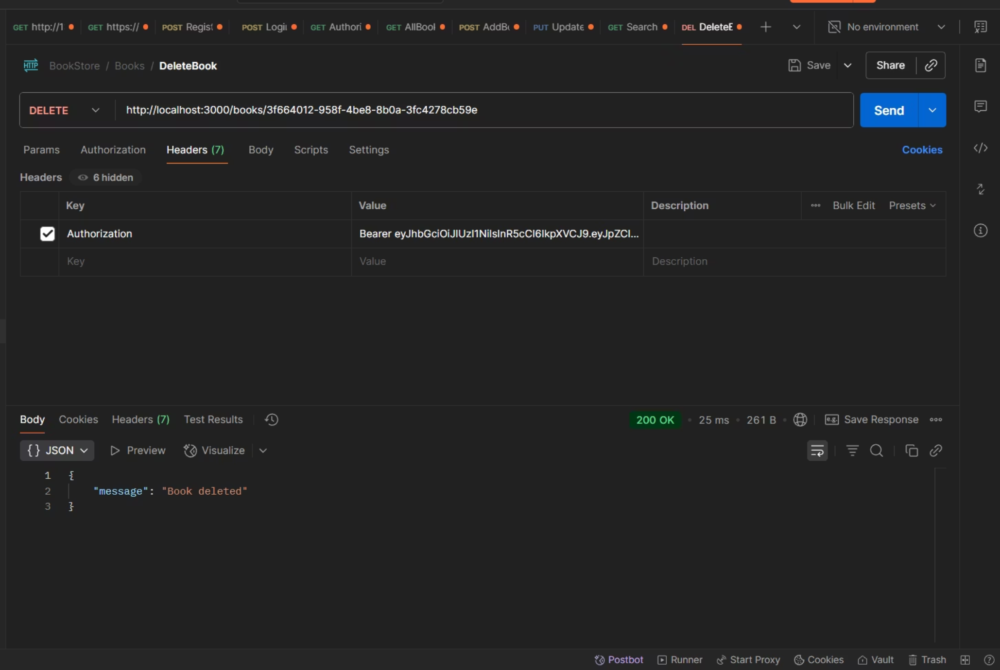 GET http://1 GET https:// POST Regist POST Logi GET Authori GET AllBool POST AddB PUT Update GET Search DEL DeleteE No environment
HTTP BookStore / Books / DeleteBook Save Share
DELETE http://localhost:3000/books/3f664012-958f-4be8-8b0a-3fc4278cb59e Send
Params Authorization Headers (7) Body Scripts Settings Cookies
Headers 6 hidden
Key Value Description Bulk Edit Presets
Authorization Bearer eyJhbGciOiJIUzI1NiIsInR5cCI6IkpXVCJ9.eyJpZCI...
Key Value Description
Body Cookies Headers (7) Test Results 200 OK • 25 ms • 261 B e.g. Save Response
{} JSON Preview Visualize
1 {
2 "message": "Book deleted"
3 }
Postbot Runner Start Proxy Cookies Vault Trash